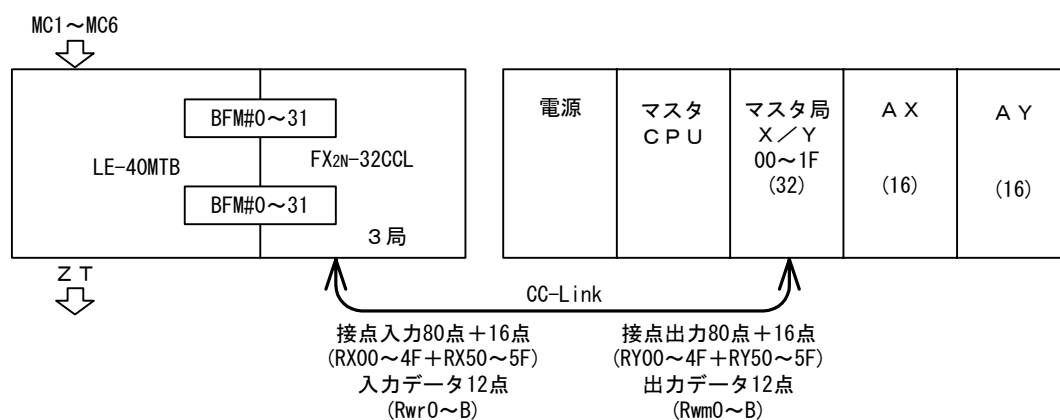 MC1～MC6
BFM#0～31
LE-40MTB
FX2N-32CCL
BFM#0～31
3局
ZT
電源
マスタ
CPU
マスタ局
X／Y
00～1F
(32)
AX
(16)
AY
(16)
CC-Link
接点入力80点＋16点
(RX00～4F＋RX50～5F)
入力データ12点
(Rwr0～B)
接点出力80点＋16点
(RY00～4F＋RY50～5F)
出力データ12点
(Rwm0～B)